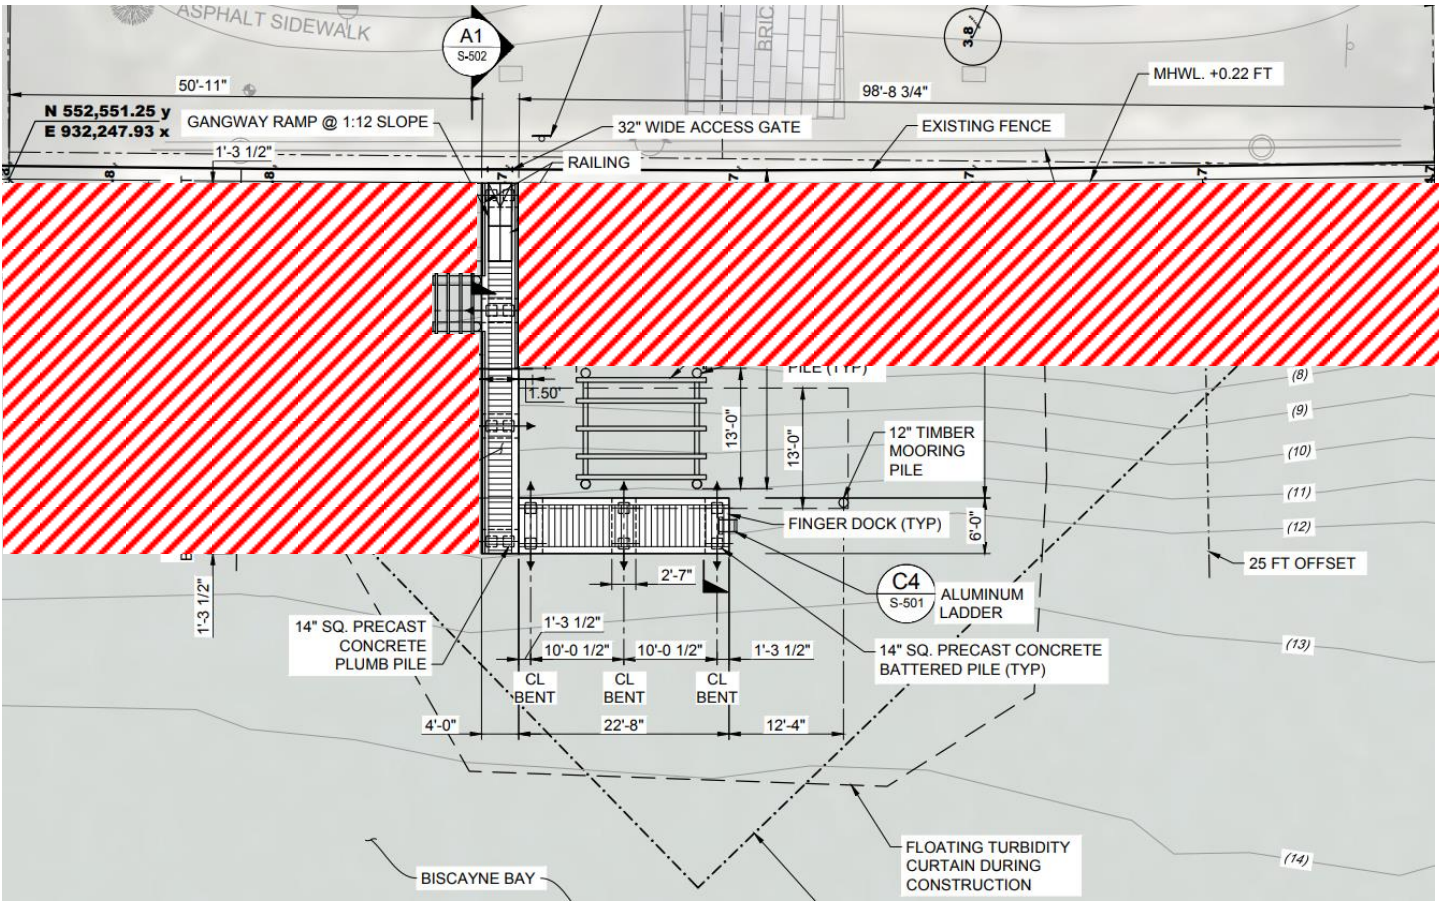 ASPHALT SIDEWALK
BRIC
A1
S-502
3.8'
50'-11"
98'-8 3/4"
MHWL. +0.22 FT
N 552,551.25 y
E 932,247.93 x
GANGWAY RAMP @ 1:12 SLOPE
32" WIDE ACCESS GATE
EXISTING FENCE
1'-3 1/2"
RAILING
PILE (TYP)
1.50'
13'-0"
13'-0"
12" TIMBER
MOORING
PILE
FINGER DOCK (TYP)
6'-0"
(8)
(9)
(10)
(11)
(12)
25 FT OFFSET
2'-7"
C4
S-501
ALUMINUM
LADDER
1'-3 1/2"
14" SQ. PRECAST
CONCRETE
PLUMB PILE
1'-3 1/2"
10'-0 1/2"
10'-0 1/2"
1'-3 1/2"
14" SQ. PRECAST CONCRETE
BATTERED PILE (TYP)
(13)
CL
BENT
CL
BENT
CL
BENT
4'-0"
22'-8"
12'-4"
FLOATING TURBIDITY
CURTAIN DURING
CONSTRUCTION
(14)
BISCAYNE BAY